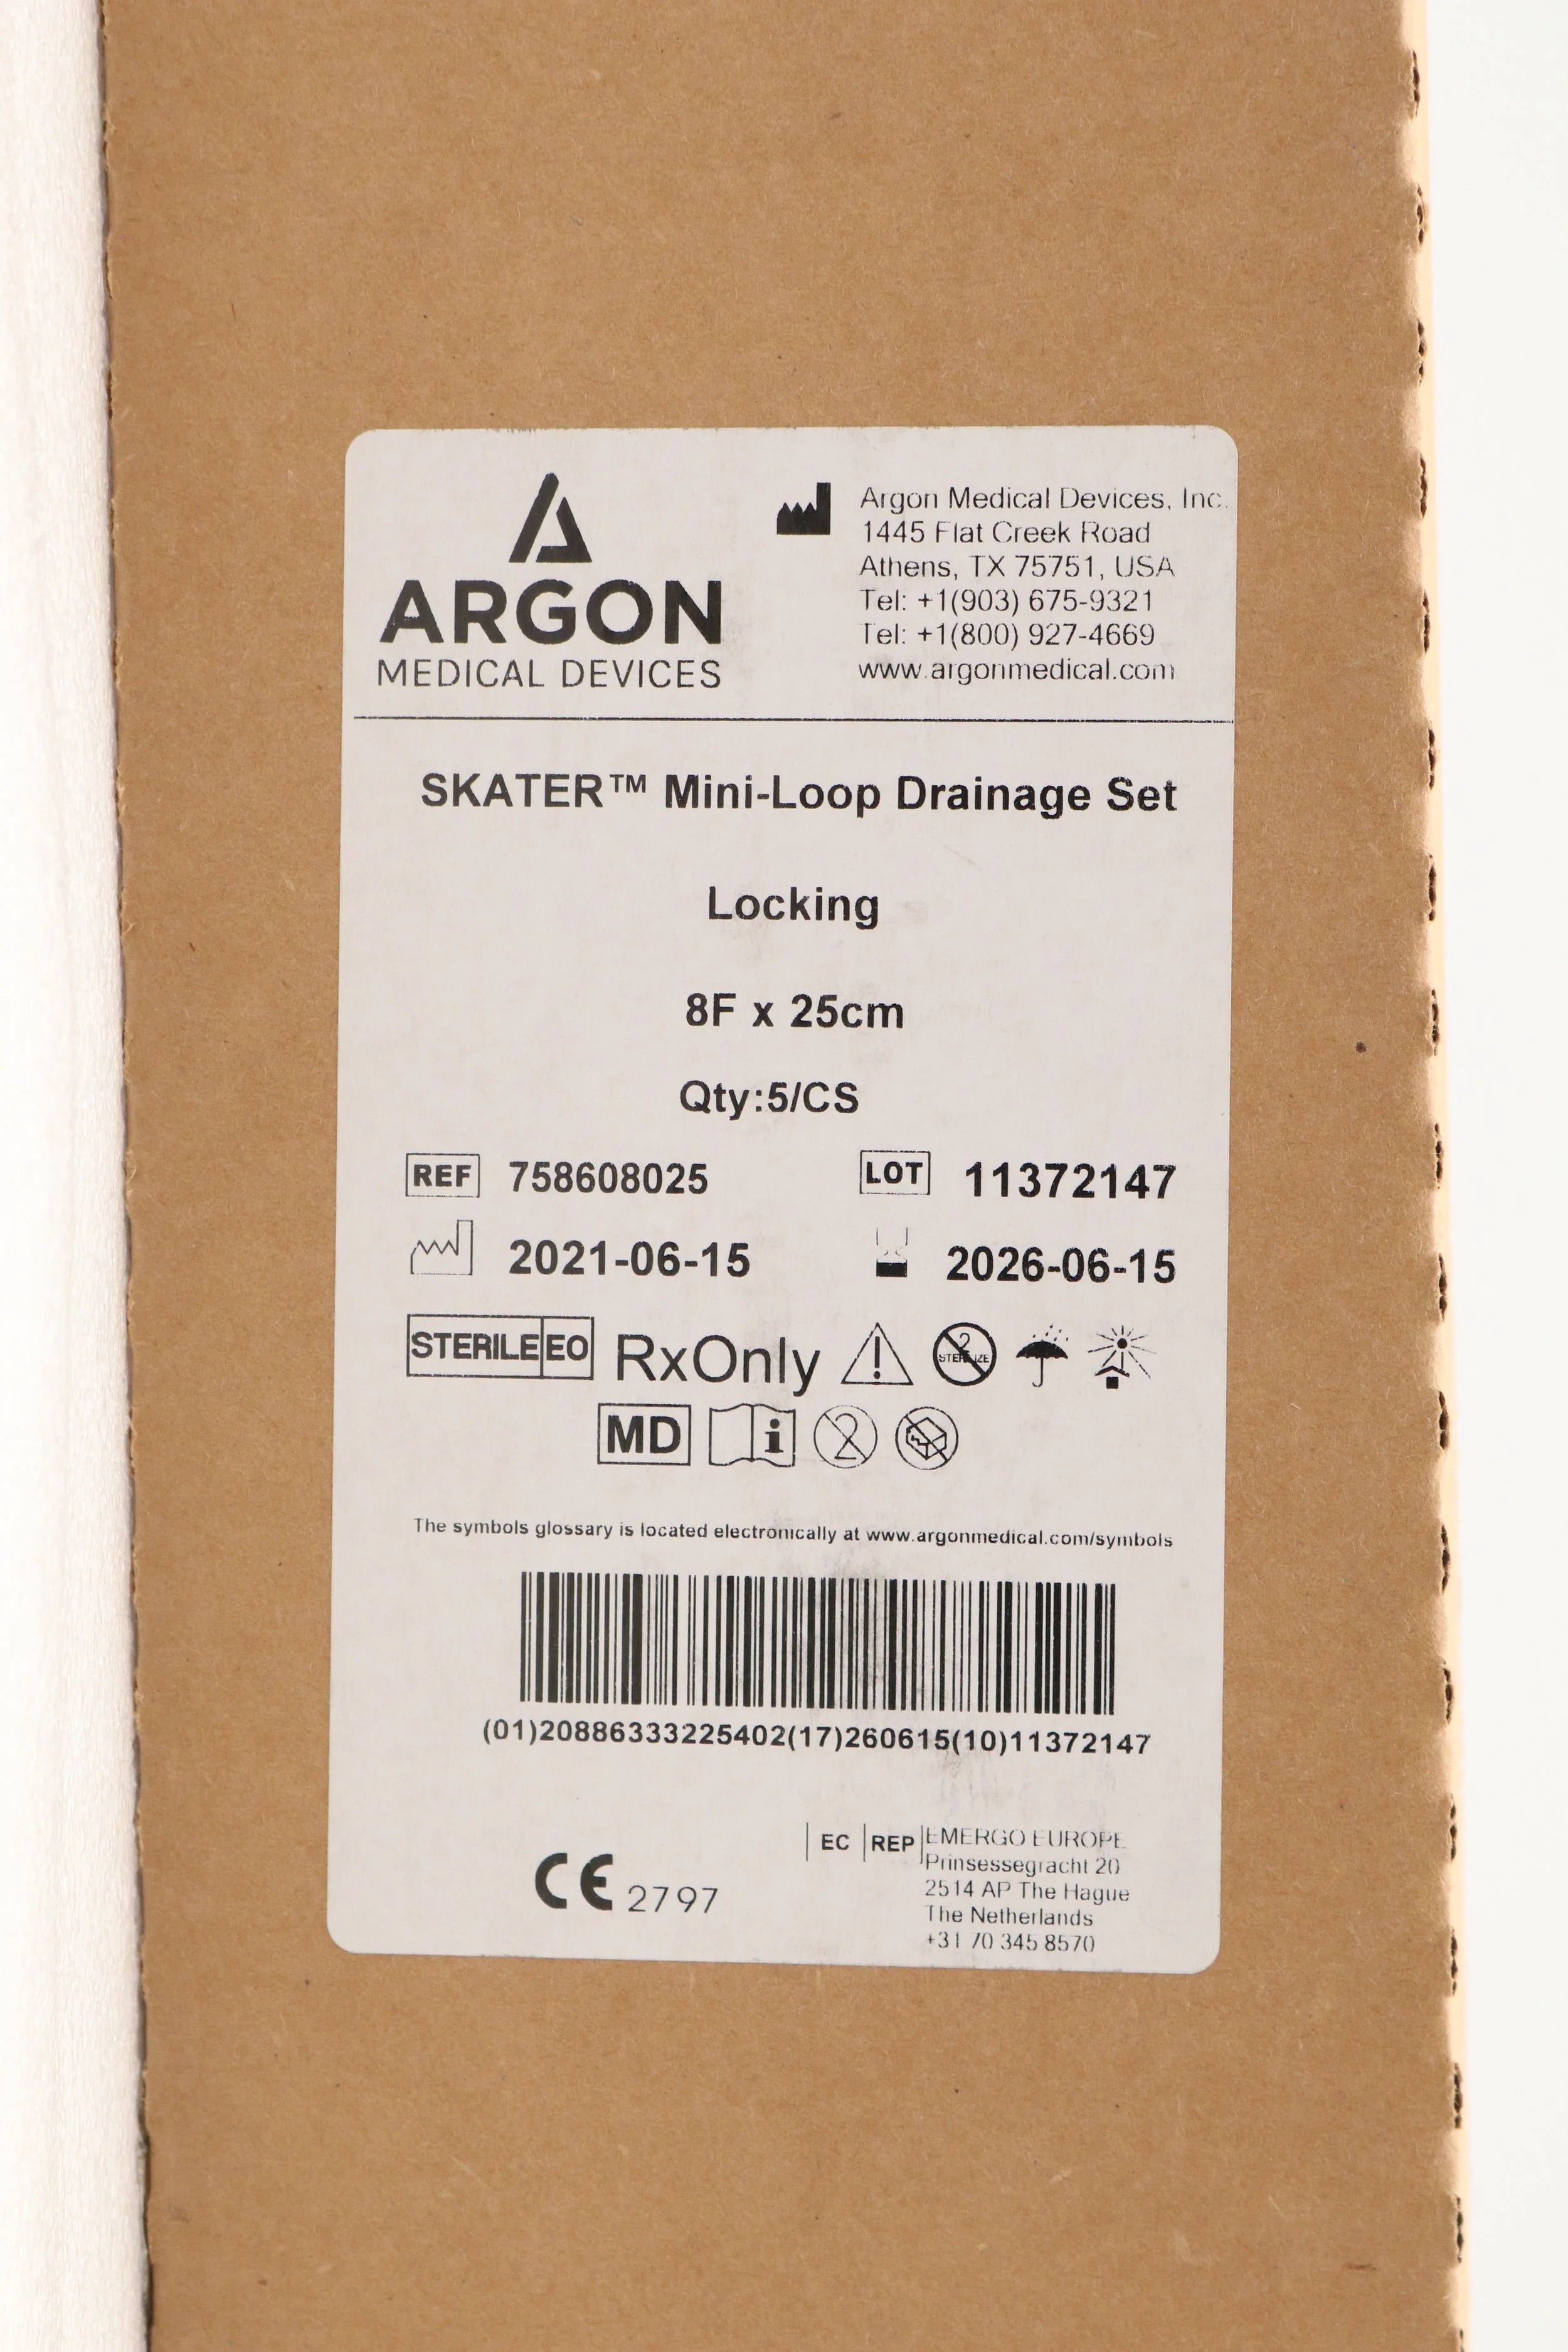 ARGON
MEDICAL DEVICES
Argon Medical Devices, Inc.
1445 Flat Creek Road
Athens, TX 75751, USA
Tel: +1(903) 675-9321
Tel: +1(800) 927-4669
www.argonmedical.com
SKATER™ Mini-Loop Drainage Set
Locking
8F x 25cm
Qty:5/CS
REF 758608025
LOT 11372147
2021-06-15
2026-06-15
STERILE EO RxOnly
2
STERILIZE
MD i 2
The symbols glossary is located electronically at www.argonmedical.com/symbols
(01)20886333225402(17)260615(10)11372147
CE 2797
EC REP
EMERGO EUROPE
Prinsessegracht 20
2514 AP The Hague
The Netherlands
+31 70 345 8570